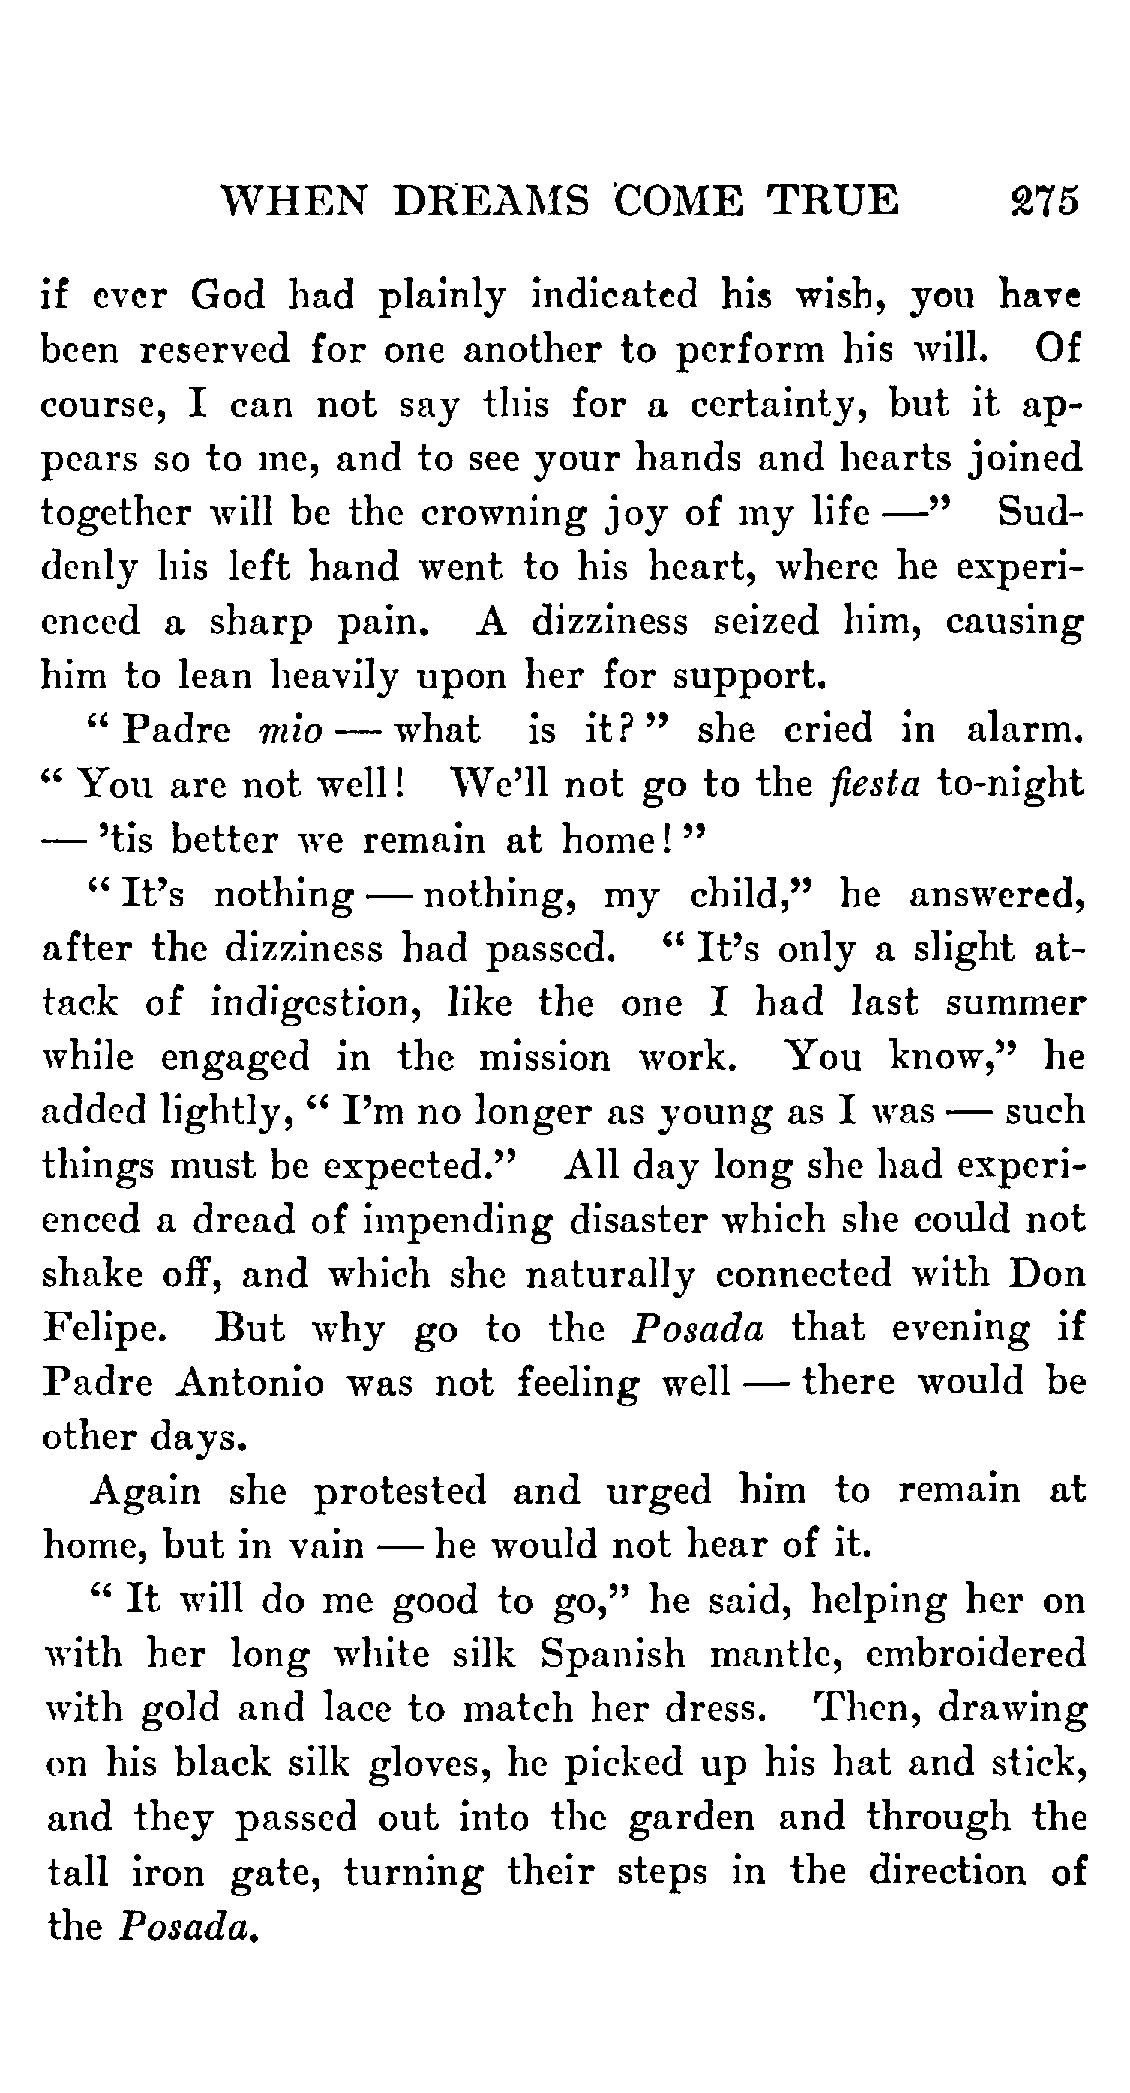 WHEN DREAMS COME TRUE 275
if ever God had plainly indicated his wish, you have
been reserved for one another to perform his will. Of
course, I can not say this for a certainty, but it ap-
pears so to me, and to see your hands and hearts joined
together will be the crowning joy of my life —” Sud-
denly his left hand went to his heart, where he experi-
enced a sharp pain. A dizziness seized him, causing
him to lean heavily upon her for support.
“ Padre mio — what is it? ” she cried in alarm.
“ You are not well! We’ll not go to the fiesta to-night
— ’tis better we remain at home! ”
“ It’s nothing — nothing, my child,” he answered,
after the dizziness had passed. “ It’s only a slight at-
tack of indigestion, like the one I had last summer
while engaged in the mission work. You know,” he
added lightly, “ I’m no longer as young as I was — such
things must be expected.” All day long she had experi-
enced a dread of impending disaster which she could not
shake off, and which she naturally connected with Don
Felipe. But why go to the Posada that evening if
Padre Antonio was not feeling well — there would be
other days.
Again she protested and urged him to remain at
home, but in vain — he would not hear of it.
“ It will do me good to go,” he said, helping her on
with her long white silk Spanish mantle, embroidered
with gold and lace to match her dress. Then, drawing
on his black silk gloves, he picked up his hat and stick,
and they passed out into the garden and through the
tall iron gate, turning their steps in the direction of
the Posada.